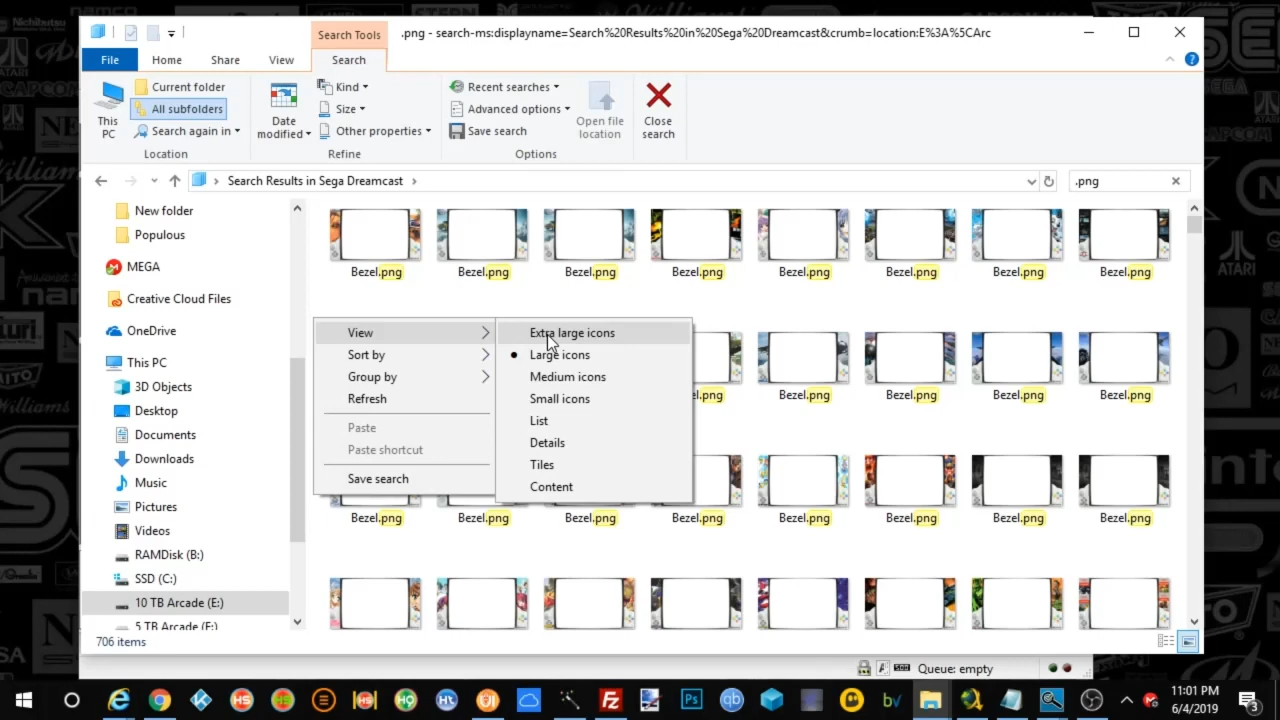 Search Tools
.png - search-ms:displayname=Search%20Results%20in%20Sega%20Dreamcast&crumb=location:E%3A%5CArc
File
Home
Share
View
Search
This PC
Current folder
All subfolders
Search again in
Location
Date modified
Kind
Size
Other properties
Refine
Recent searches
Advanced options
Save search
Options
Open file location
Close search
Search Results in Sega Dreamcast
.png
New folder
Populous
MEGA
Creative Cloud Files
OneDrive
This PC
3D Objects
Desktop
Documents
Downloads
Music
Pictures
Videos
RAMDisk (B:)
SSD (C:)
10 TB Arcade (E:)
5 TB Arcade (F:)
706 items
Bezel.png Bezel.png Bezel.png Bezel.png Bezel.png Bezel.png Bezel.png Bezel.png
View
Sort by
Group by
Refresh
Paste
Paste shortcut
Save search
Extra large icons
Large icons
Medium icons
Small icons
List
Details
Tiles
Content
.png Bezel.png Bezel.png Bezel.png Bezel.png
Bezel.png Bezel.png Bezel.png Bezel.png Bezel.png Bezel.png Bezel.png Bezel.png
Queue: empty
11:01 PM
6/4/2019
3